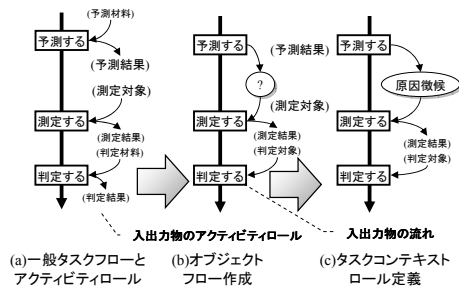 (予測材料)
予測する
(予測結果)
(測定対象)
測定する
(測定結果)
(判定材料)
判定する
(判定結果)
予測する
(予測結果)
?
(測定対象)
測定する
(測定結果)
(判定対象)
判定する
予測する
原因徴候
測定する
(測定結果)
(判定対象)
判定する
入出力物のアクティビティロール
入出力物の流れ
(a)一般タスクフローと
アクティビティロール
(b)オブジェクト
フロー作成
(c)タスクコンテキスト
ロール定義